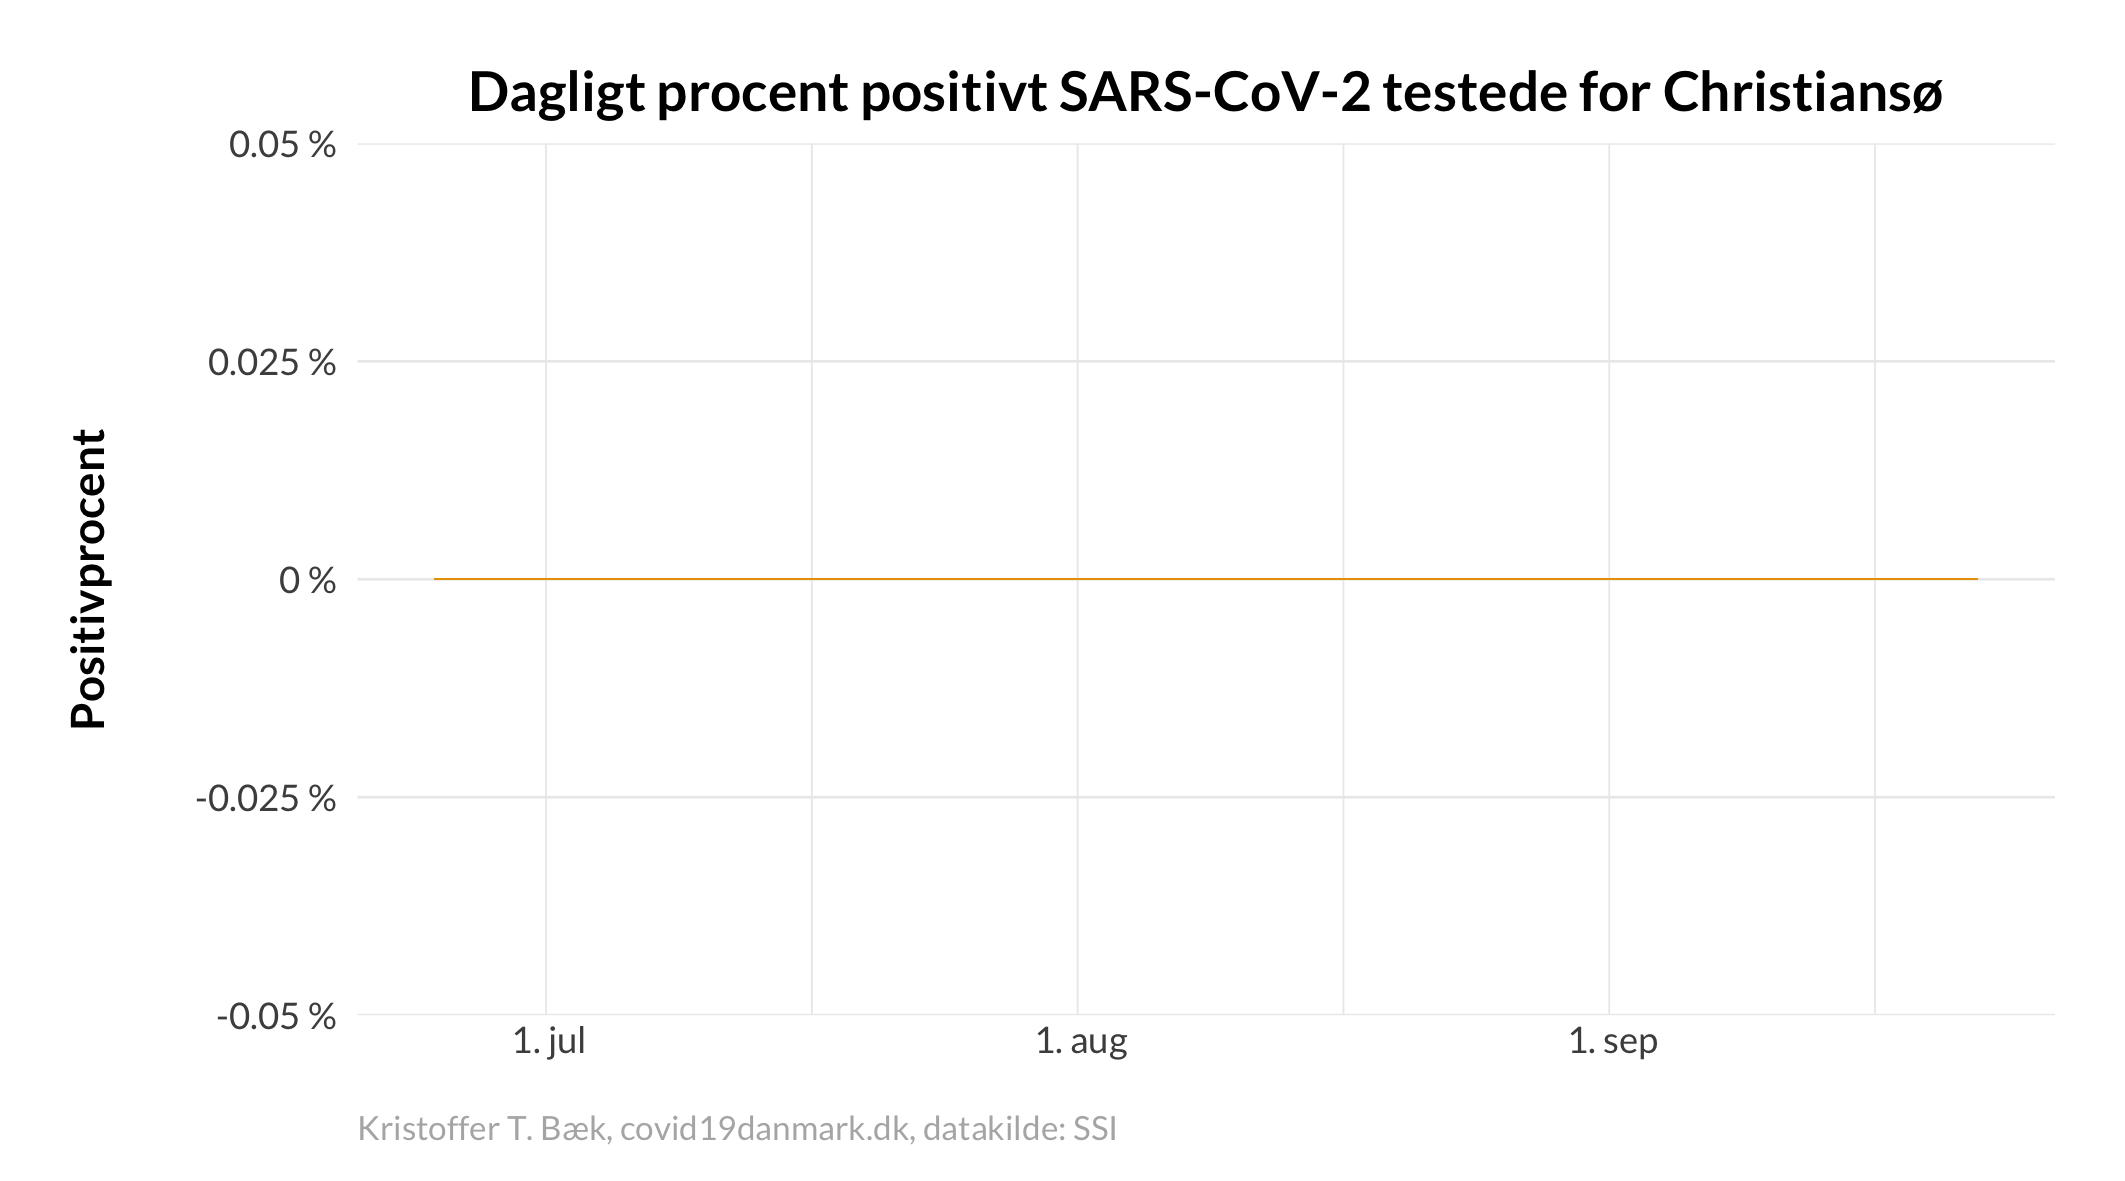 Dagligt procent positivt SARS-CoV-2 testede for Christiansø
0.05 %
0.025 %
0 %
-0.025 %
-0.05 %
Positivprocent
1. jul
1. aug
1. sep
Kristoffer T. Bæk, covid19danmark.dk, datakilde: SSI